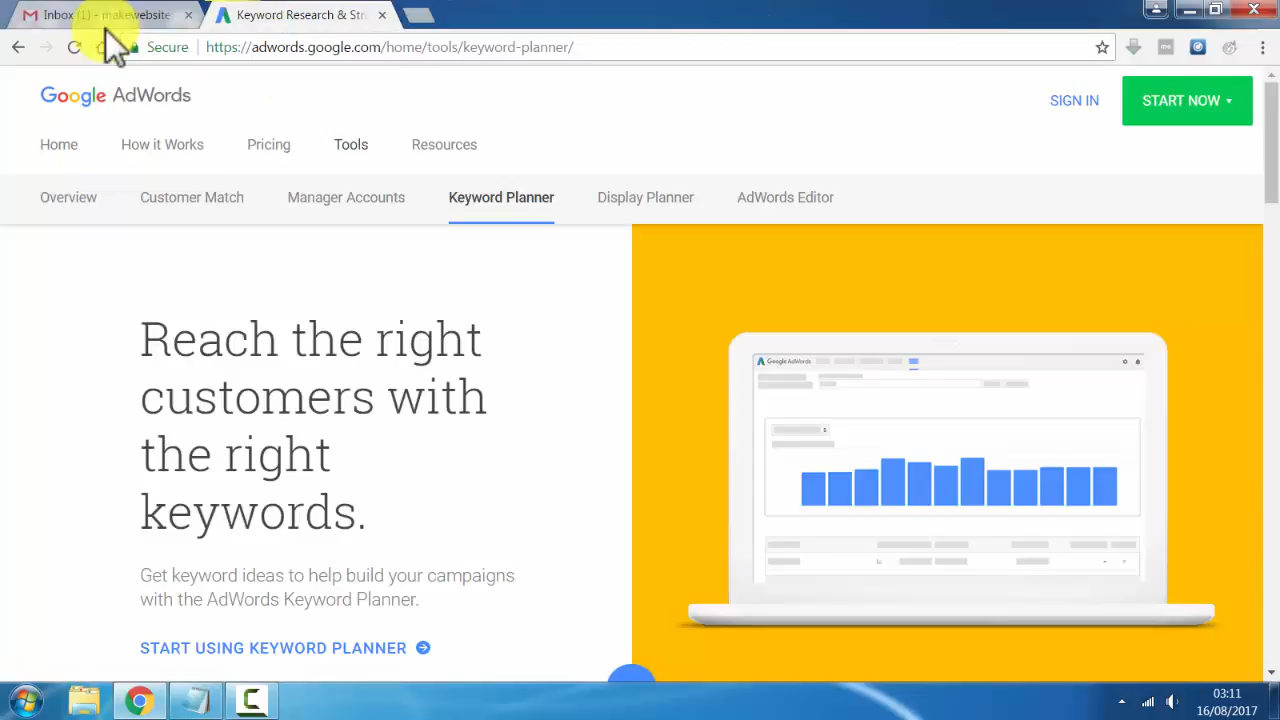 Inbox (1) - makewebsite
Keyword Research & Str
Secure
https://adwords.google.com/home/tools/keyword-planner/
Google AdWords
SIGN IN
START NOW
Home
How it Works
Pricing
Tools
Resources
Overview
Customer Match
Manager Accounts
Keyword Planner
Display Planner
AdWords Editor
Reach the right
customers with
the right
keywords.
Google AdWords
Get keyword ideas to help build your campaigns
with the AdWords Keyword Planner.
START USING KEYWORD PLANNER
03:11
16/08/2017